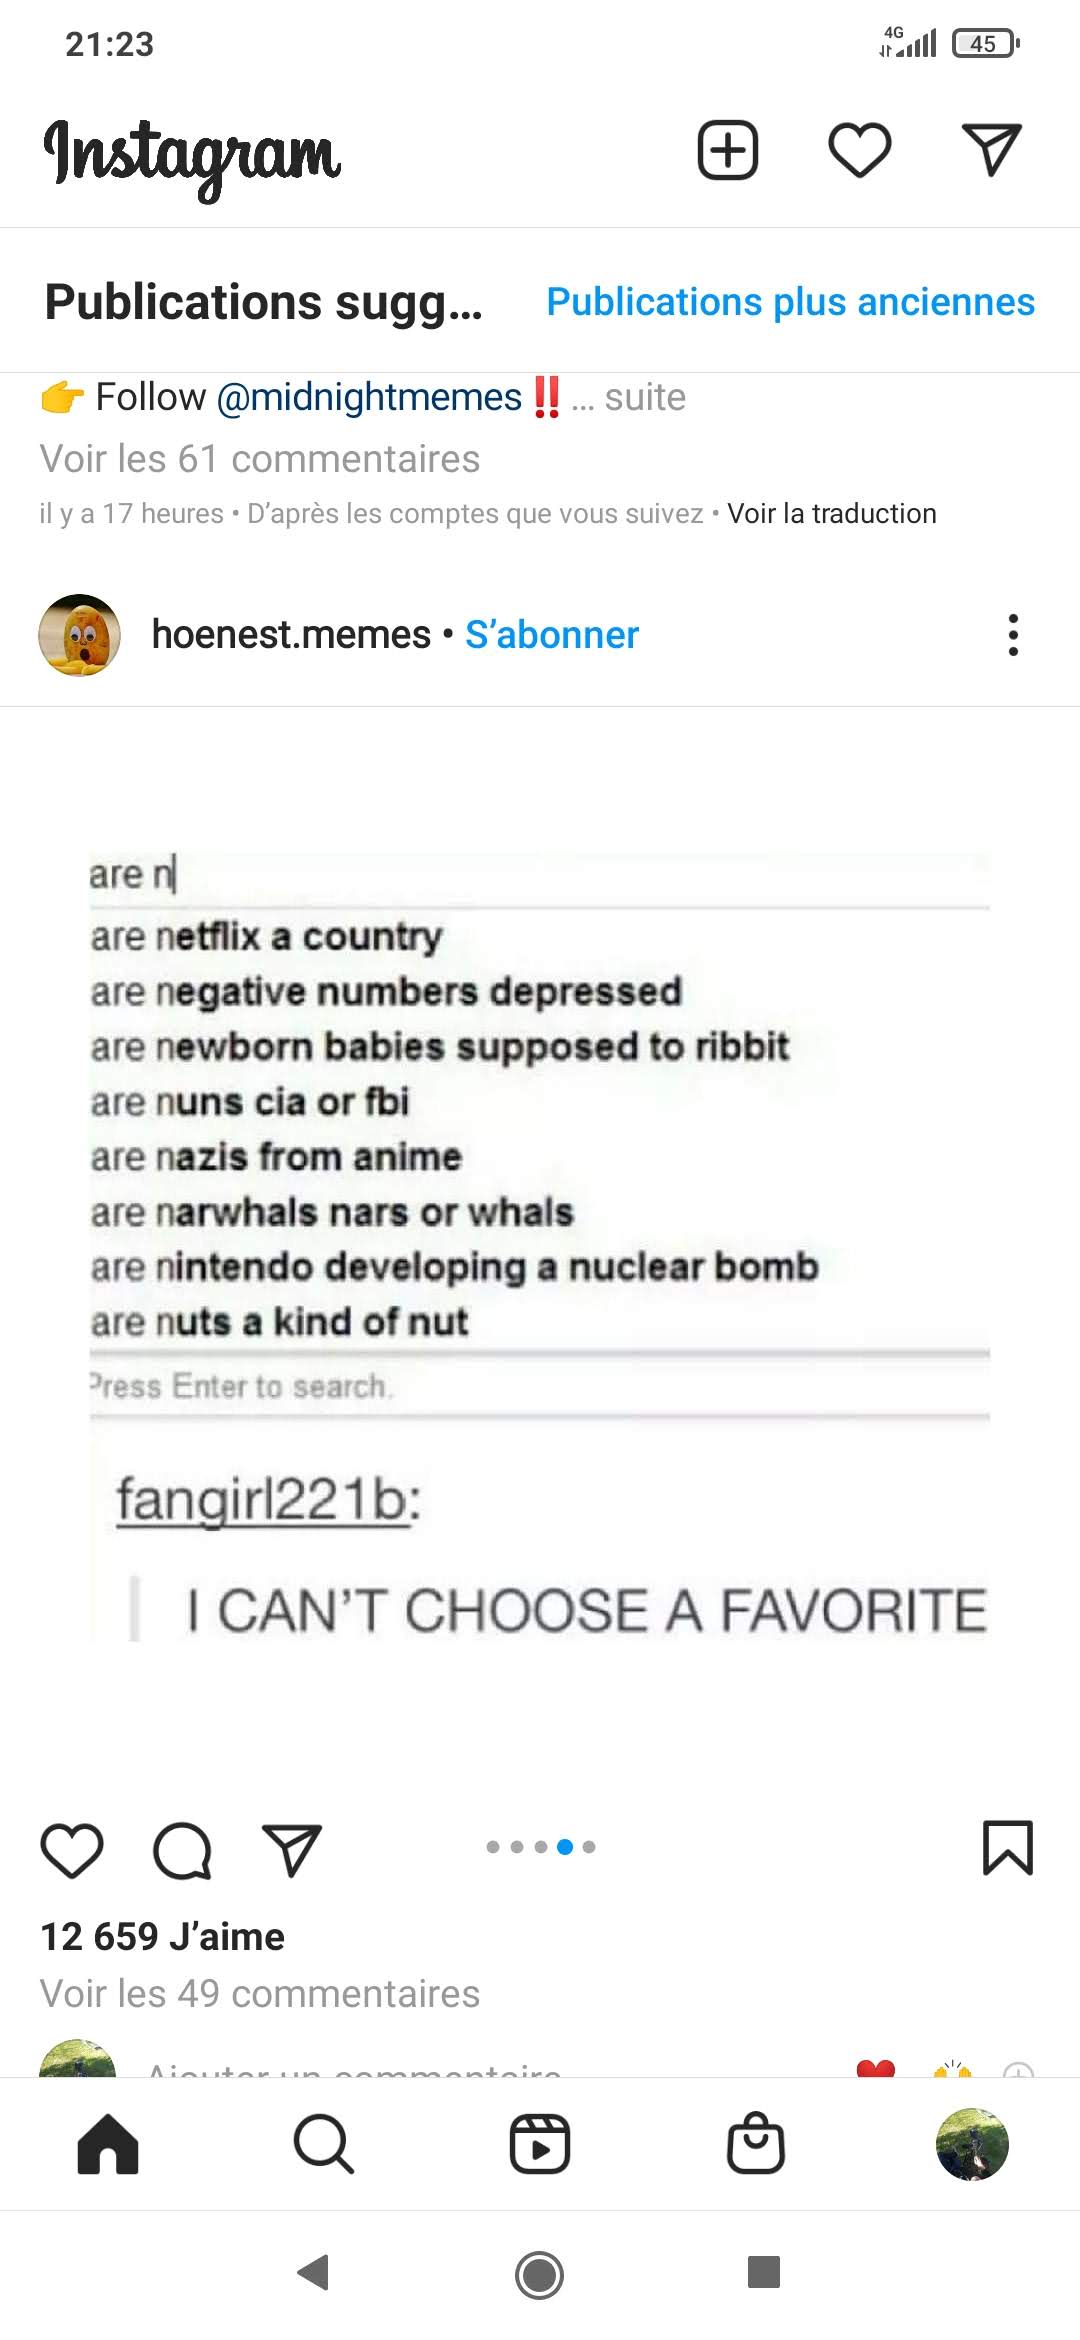 21:23
4G
45
Instagram
Publications sugg...
Publications plus anciennes
👉 Follow @midnightmemes‼️... suite
Voir les 61 commentaires
il y a 17 heures • D’après les comptes que vous suivez • Voir la traduction
hoenest.memes • S’abonner
are n
are netflix a country
are negative numbers depressed
are newborn babies supposed to ribbit
are nuns cia or fbi
are nazis from anime
are narwhals nars or whals
are nintendo developing a nuclear bomb
are nuts a kind of nut
Press Enter to search.
fangirl221b:
I CAN’T CHOOSE A FAVORITE
12 659 J’aime
Voir les 49 commentaires
Ajouter un commentaire